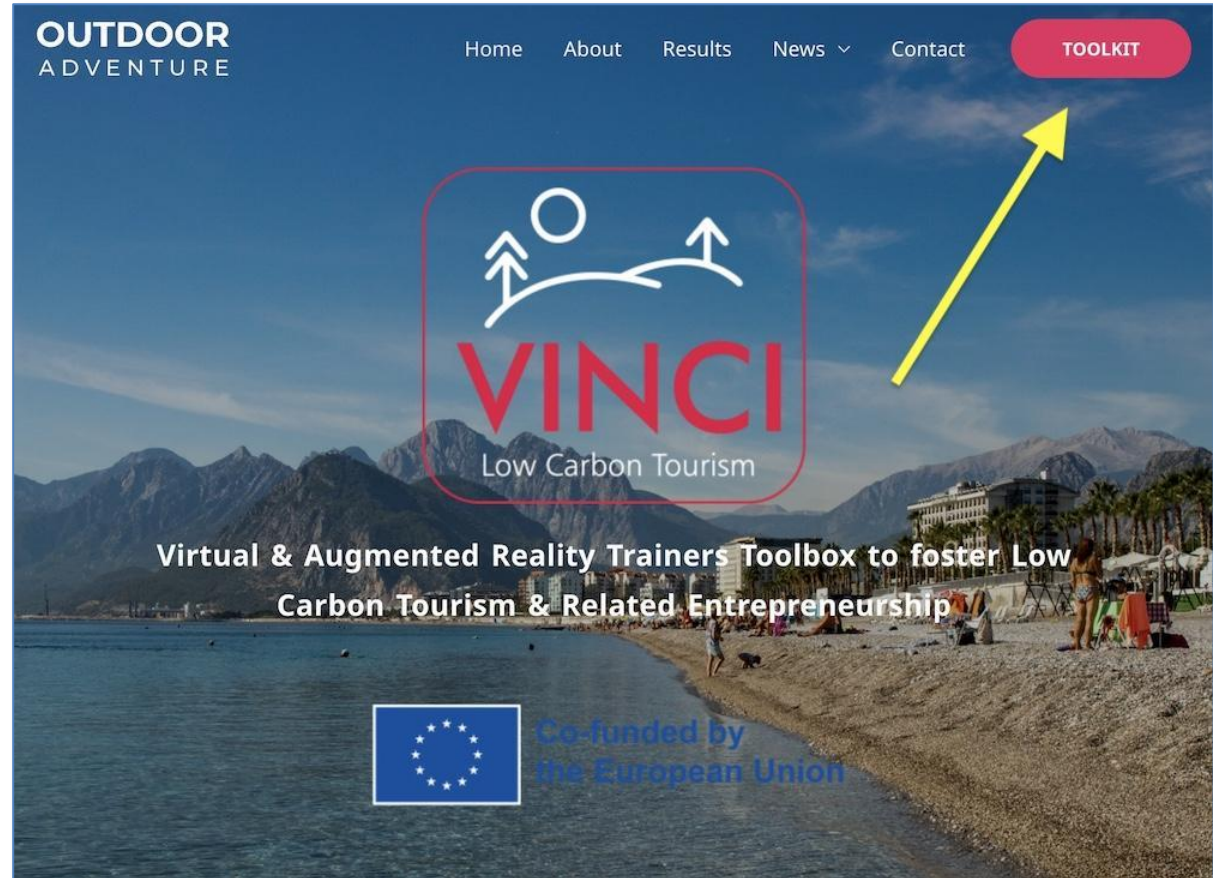 OUTDOOR
ADVENTURE
Home About Results News Contact TOOLKIT
VINCI
Low Carbon Tourism
Virtual & Augmented Reality Trainers Toolbox to foster Low
Carbon Tourism & Related Entrepreneurship
Co-funded by
the European Union